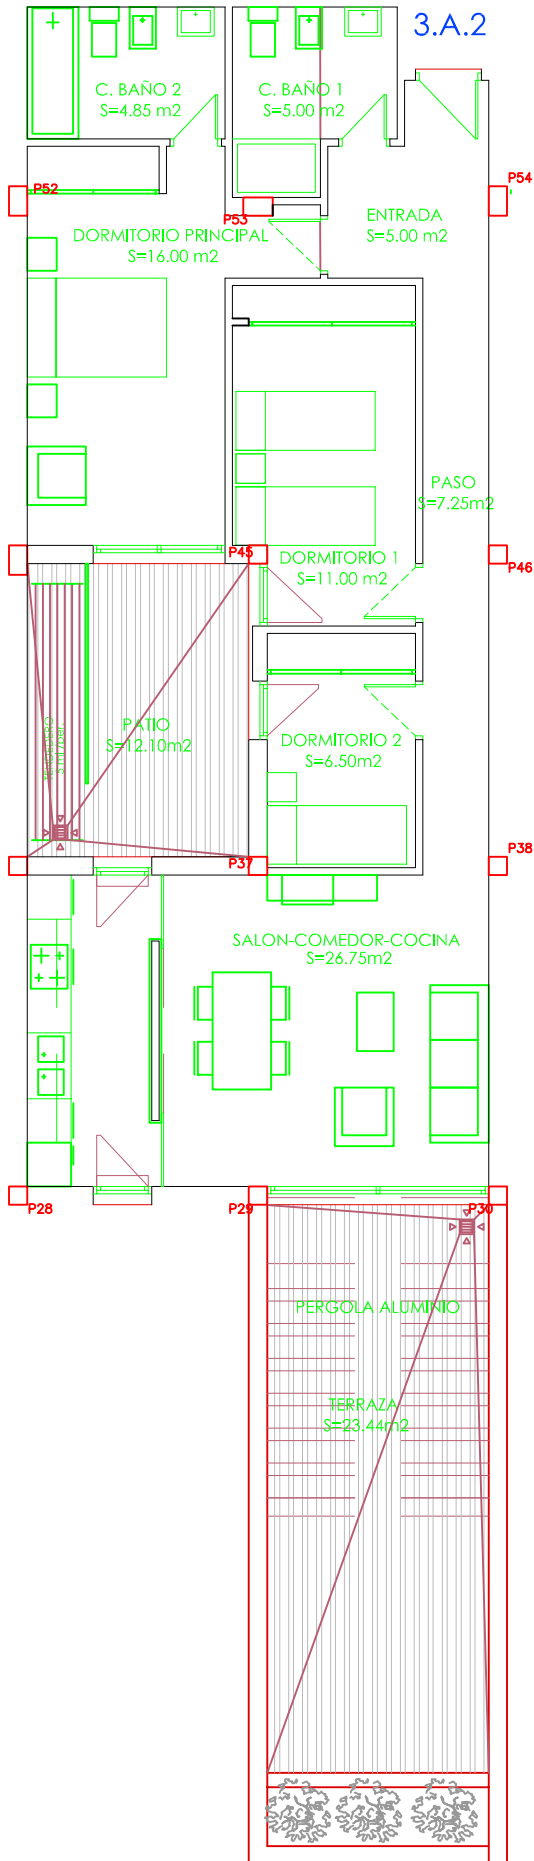 3.A.2
C. BAÑO 2
S=4.85 m2
C. BAÑO 1
S=5.00 m2
P52
P53
P54
ENTRADA
S=5.00 m2
DORMITORIO PRINCIPAL
S=16.00 m2
PASO
S=7.25m2
P45
P46
DORMITORIO 1
S=11.00 m2
TENDEDERO
PATIO
S=12.10m2
DORMITORIO 2
S=6.50m2
P37
P38
SALON-COMEDOR-COCINA
S=26.75m2
P28
P29
P30
PERGOLA ALUMINIO
TERRAZA
S=23.44m2